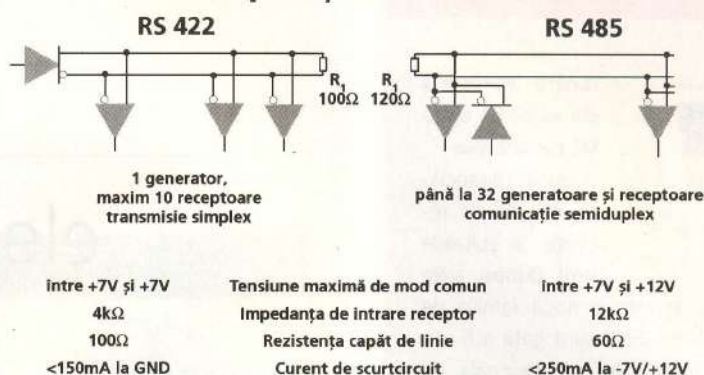 RS 422
RS 485
R1
100Ω
R1
120Ω
1 generator,
maxim 10 receptoare
transmisie simplex
până la 32 generatoare și receptoare
comunicație semiduplex
între +7V și +7V Tensiune maximă de mod comun între +7V și +12V
4kΩ Impedanța de intrare receptor 12kΩ
100Ω Rezistența capăt de linie 60Ω
<150mA la GND Curent de scurtcircuit <250mA la -7V/+12V